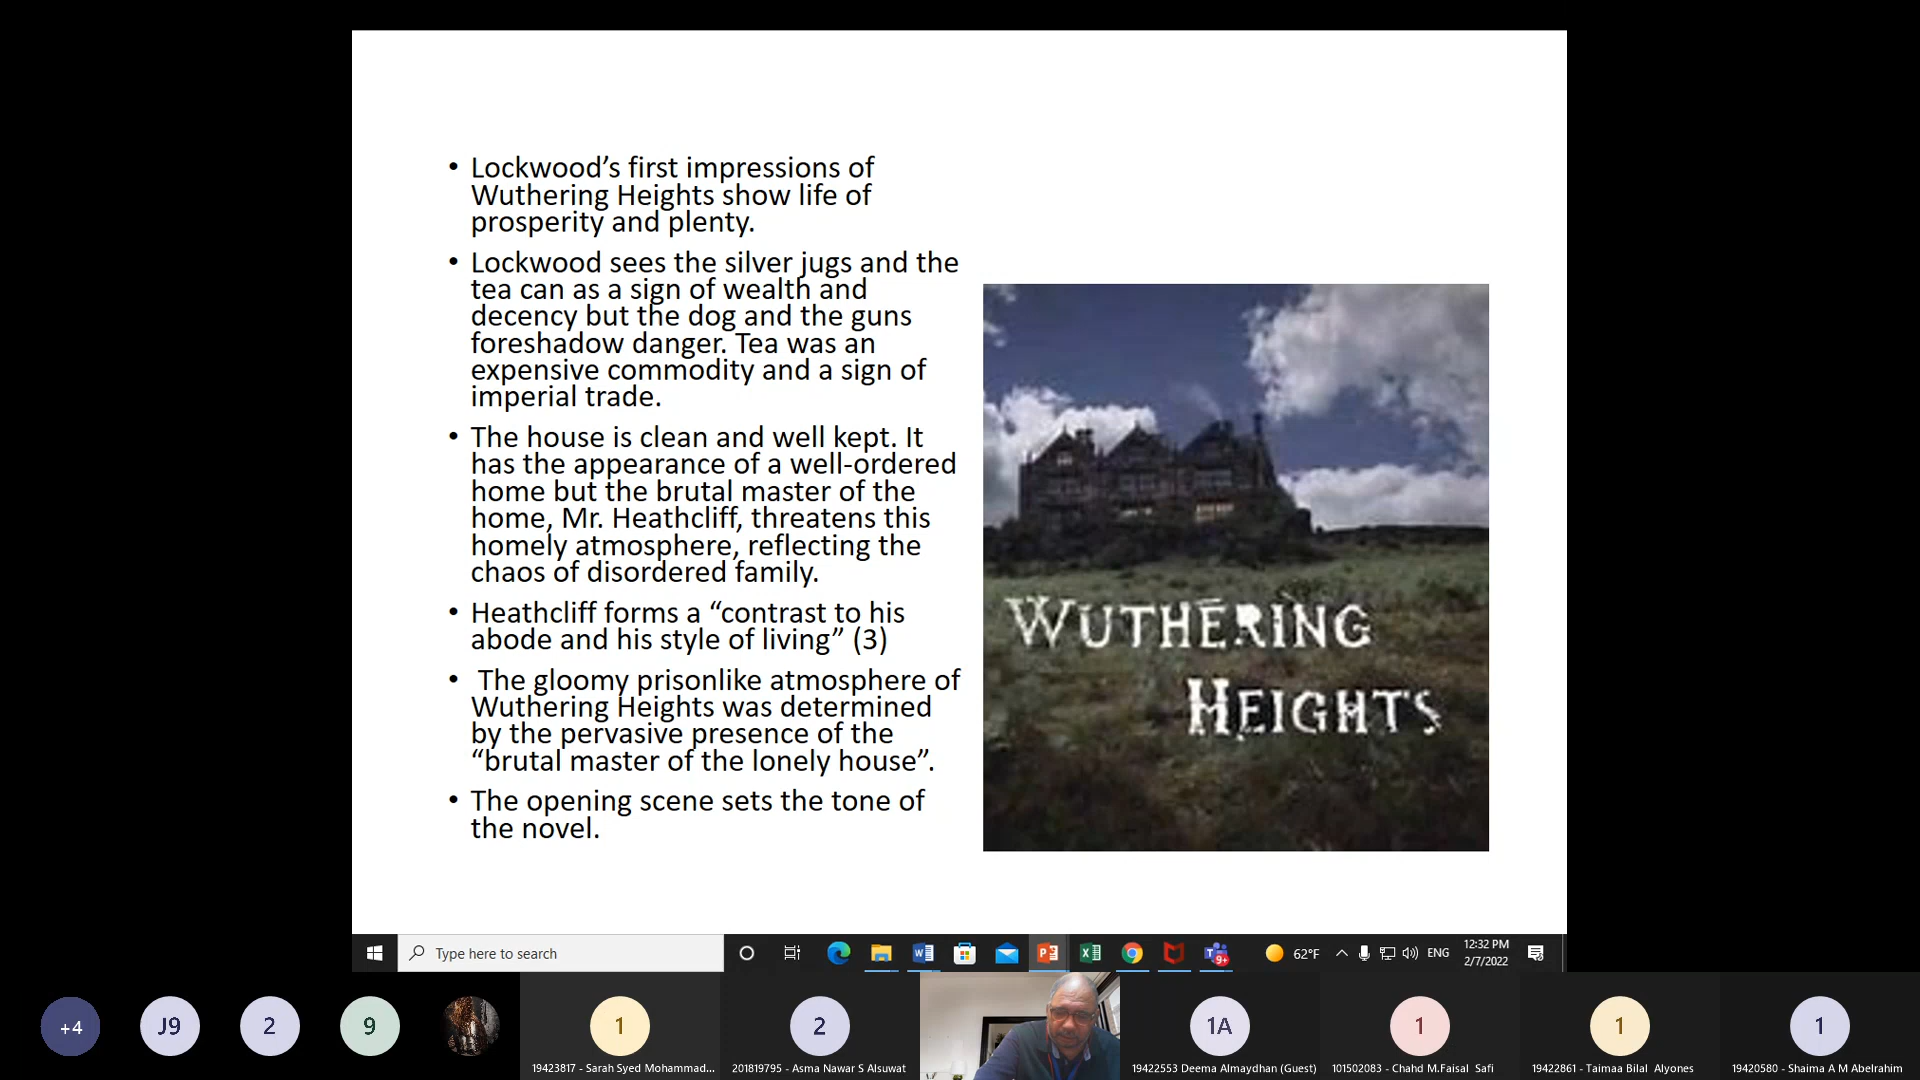 • Lockwood’s first impressions of
Wuthering Heights show life of
prosperity and plenty.
• Lockwood sees the silver jugs and the
tea can as a sign of wealth and
decency but the dog and the guns
foreshadow danger. Tea was an
expensive commodity and a sign of
imperial trade.
• The house is clean and well kept. It
has the appearance of a well-ordered
home but the brutal master of the
home, Mr. Heathcliff, threatens this
homely atmosphere, reflecting the
chaos of disordered family.
• Heathcliff forms a “contrast to his
abode and his style of living” (3)
• The gloomy prisonlike atmosphere of
Wuthering Heights was determined
by the pervasive presence of the
“brutal master of the lonely house”.
• The opening scene sets the tone of
the novel.
WUTHERING
HEIGHTS
Type here to search
9+
62°F
ENG
12:32 PM
2/7/2022
+4
J9
2
9
1
2
1A
1
1
1
19423817 - Sarah Syed Mohammad...
201819795 - Asma Nawar S Alsuwat
19422553 Deema Almaydhan (Guest)
101502083 - Chahd M.Faisal Safi
19422861 - Taimaa Bilal Alyones
19420580 - Shaima A M Abelrahim